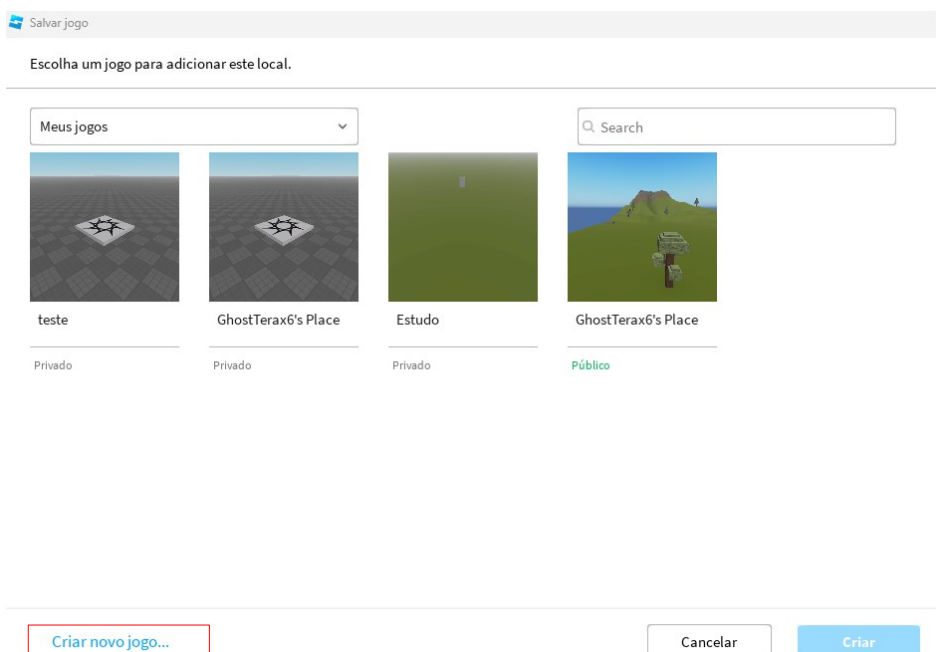 Salvar jogo
Escolha um jogo para adicionar este local.
Meus jogos
Search
teste
GhostTerax6's Place
Estudo
GhostTerax6's Place
Privado
Privado
Privado
Público
Criar novo jogo...
Cancelar
Criar